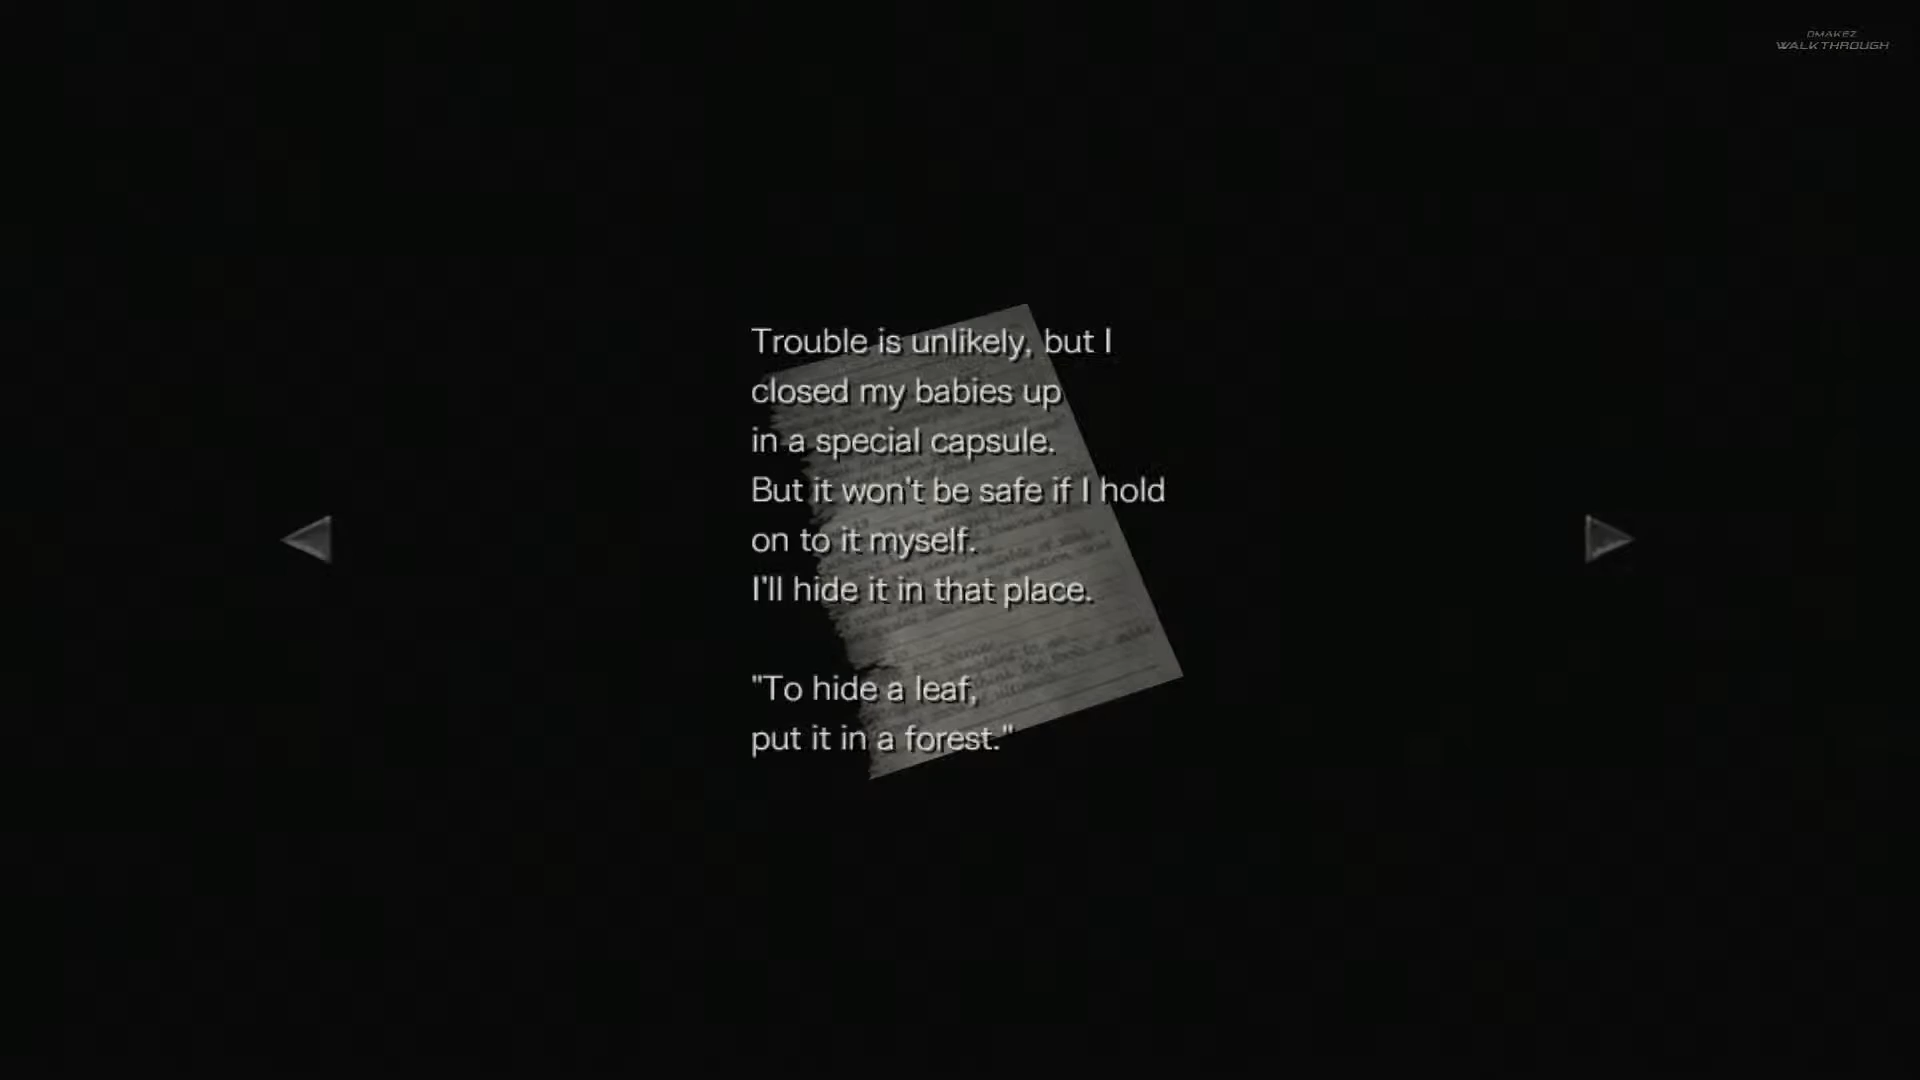 OMAKEZ
WALKTHROUGH
Trouble is unlikely, but I
closed my babies up
in a special capsule.
But it won't be safe if I hold
on to it myself.
I'll hide it in that place.
"To hide a leaf,
put it in a forest."